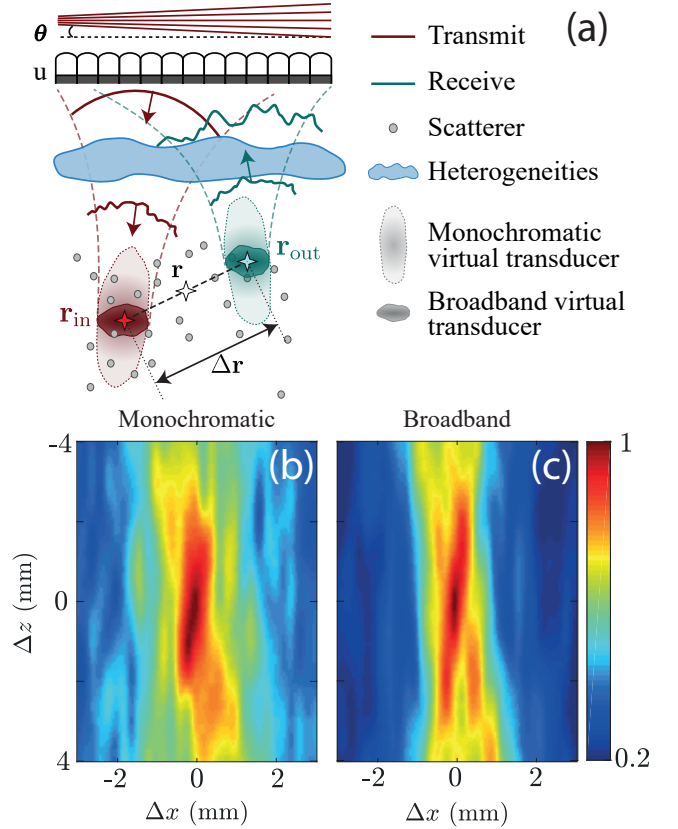 (a)
θ
u
Transmit
Receive
Scatterer
Heterogeneities
Monochromatic
virtual transducer
Broadband virtual
transducer
r_out
r
r_in
Δr
Monochromatic
Broadband
(b)
(c)
-4
0
4
Δz (mm)
-2
0
2
Δx (mm)
-2
0
2
Δx (mm)
1
0.2